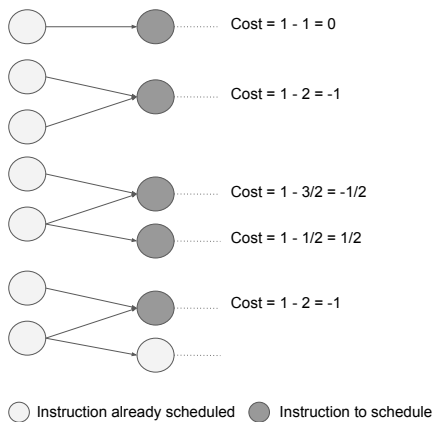 Cost = 1 - 1 = 0
Cost = 1 - 2 = -1
Cost = 1 - 3/2 = -1/2
Cost = 1 - 1/2 = 1/2
Cost = 1 - 2 = -1
Instruction already scheduled Instruction to schedule